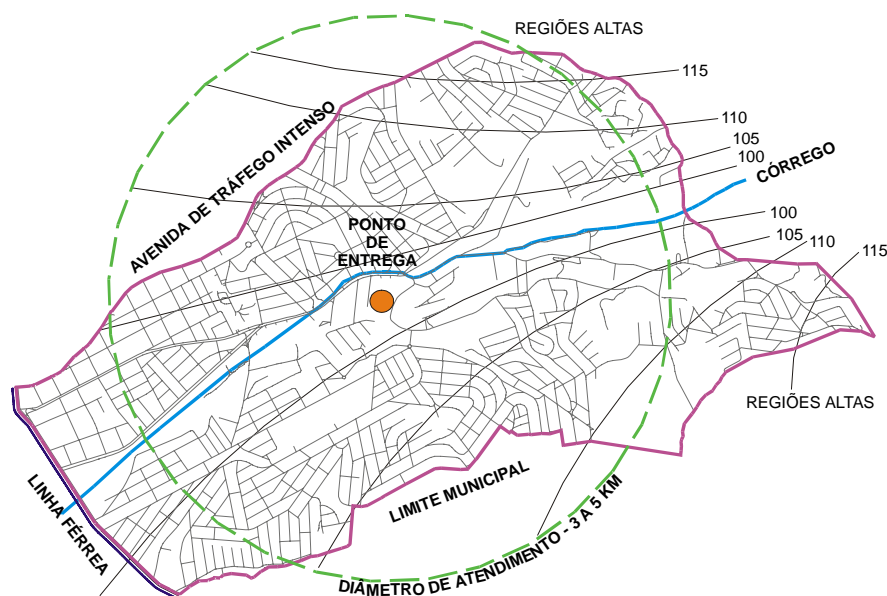 REGIÕES ALTAS
115
110
105
100
CÓRREGO
AVENIDA DE TRÁFEGO INTENSO
PONTO
DE
ENTREGA
100
105
110
115
REGIÕES ALTAS
LINHA FÉRREA
LIMITE MUNICIPAL
DIÂMETRO DE ATENDIMENTO - 3 A 5 KM